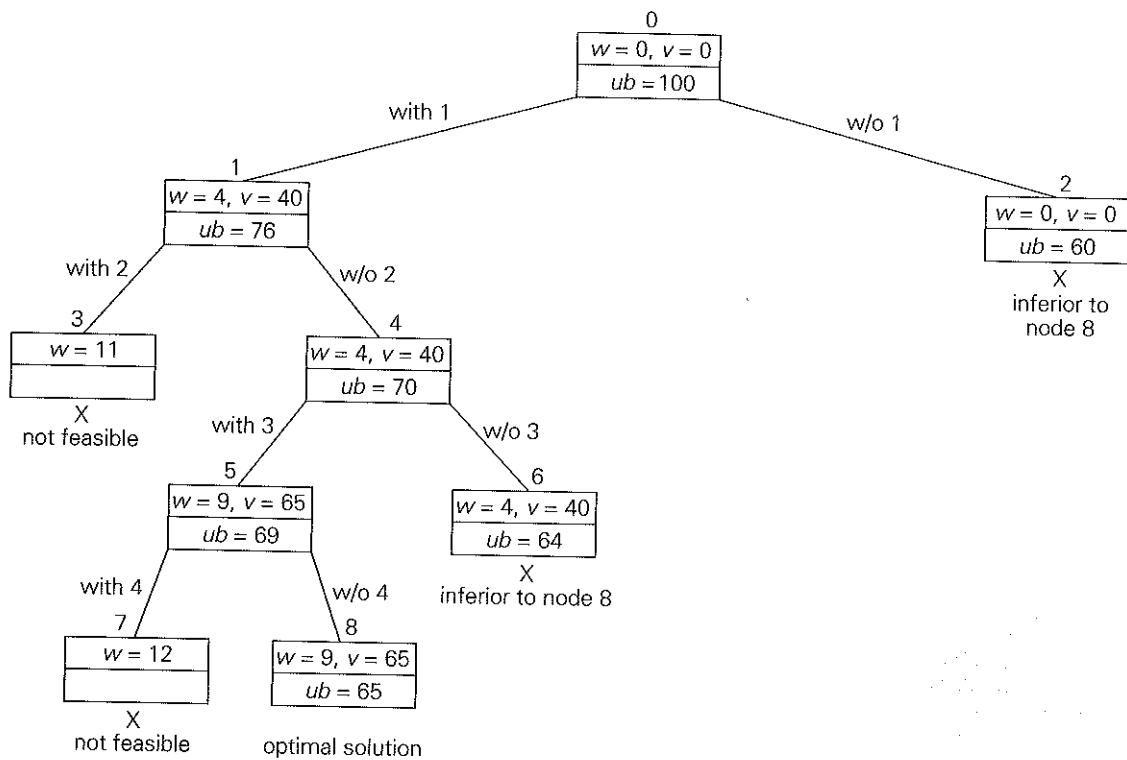 0
w = 0, v = 0
ub = 100
with 1
w/o 1
1
w = 4, v = 40
ub = 76
2
w = 0, v = 0
ub = 60
X
inferior to
node 8
with 2
w/o 2
3
w = 11
X
not feasible
4
w = 4, v = 40
ub = 70
with 3
w/o 3
5
w = 9, v = 65
ub = 69
6
w = 4, v = 40
ub = 64
X
inferior to node 8
with 4
w/o 4
7
w = 12
X
not feasible
8
w = 9, v = 65
ub = 65
optimal solution